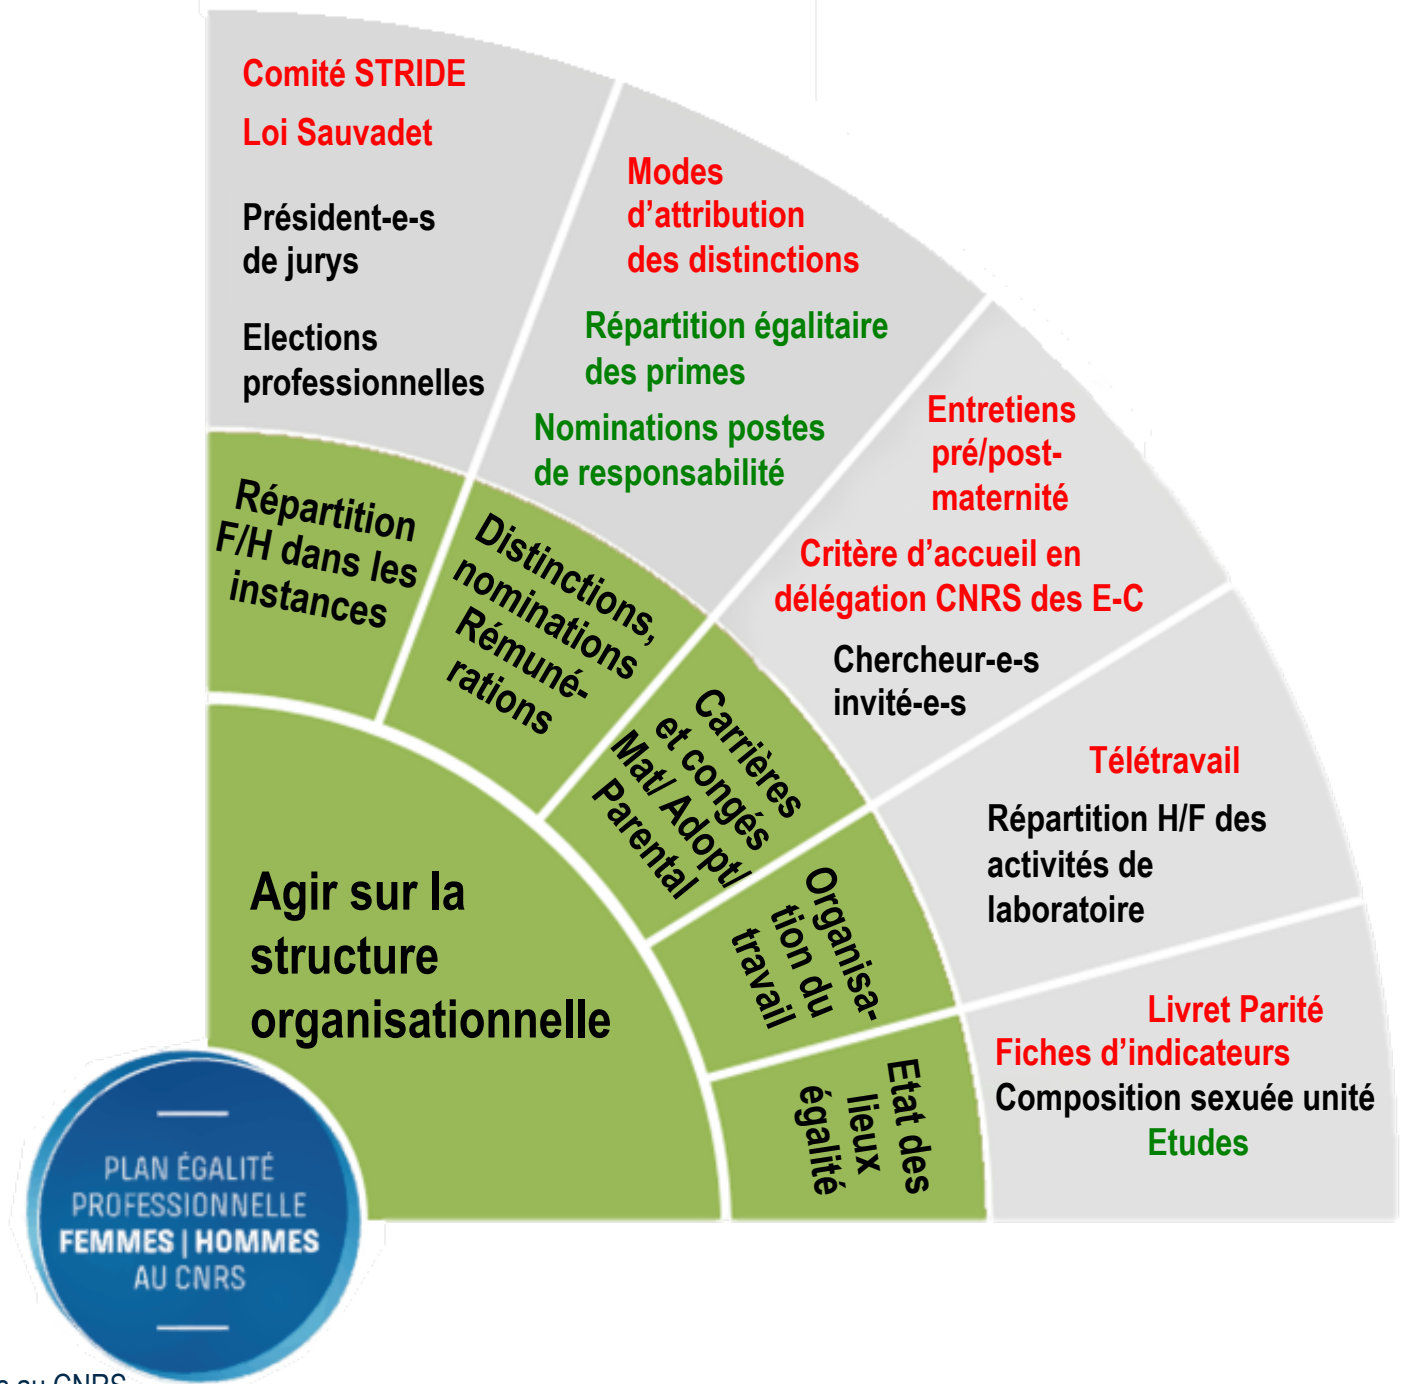 Comité STRIDE
Loi Sauvadet
Président-e-s
de jurys
Elections
professionnelles
Modes
d’attribution
des distinctions
Répartition égalitaire
des primes
Nominations postes
de responsabilité
Entretiens
pré/post-
maternité
Critère d’accueil en
délégation CNRS des E-C
Chercheur-e-s
invité-e-s
Télétravail
Répartition H/F des
activités de
laboratoire
Livret Parité
Fiches d’indicateurs
Composition sexuée unité
Etudes
Répartition
F/H dans les
instances
Distinctions,
nominations
Rémuné-
rations
Carrières
et congés
Mat/ Adopt/
Parental
Organisa-
tion du
travail
Etat des
lieux
égalité
Agir sur la
structure
organisationnelle
PLAN ÉGALITÉ
PROFESSIONNELLE
FEMMES | HOMMES
AU CNRS
au CNRS